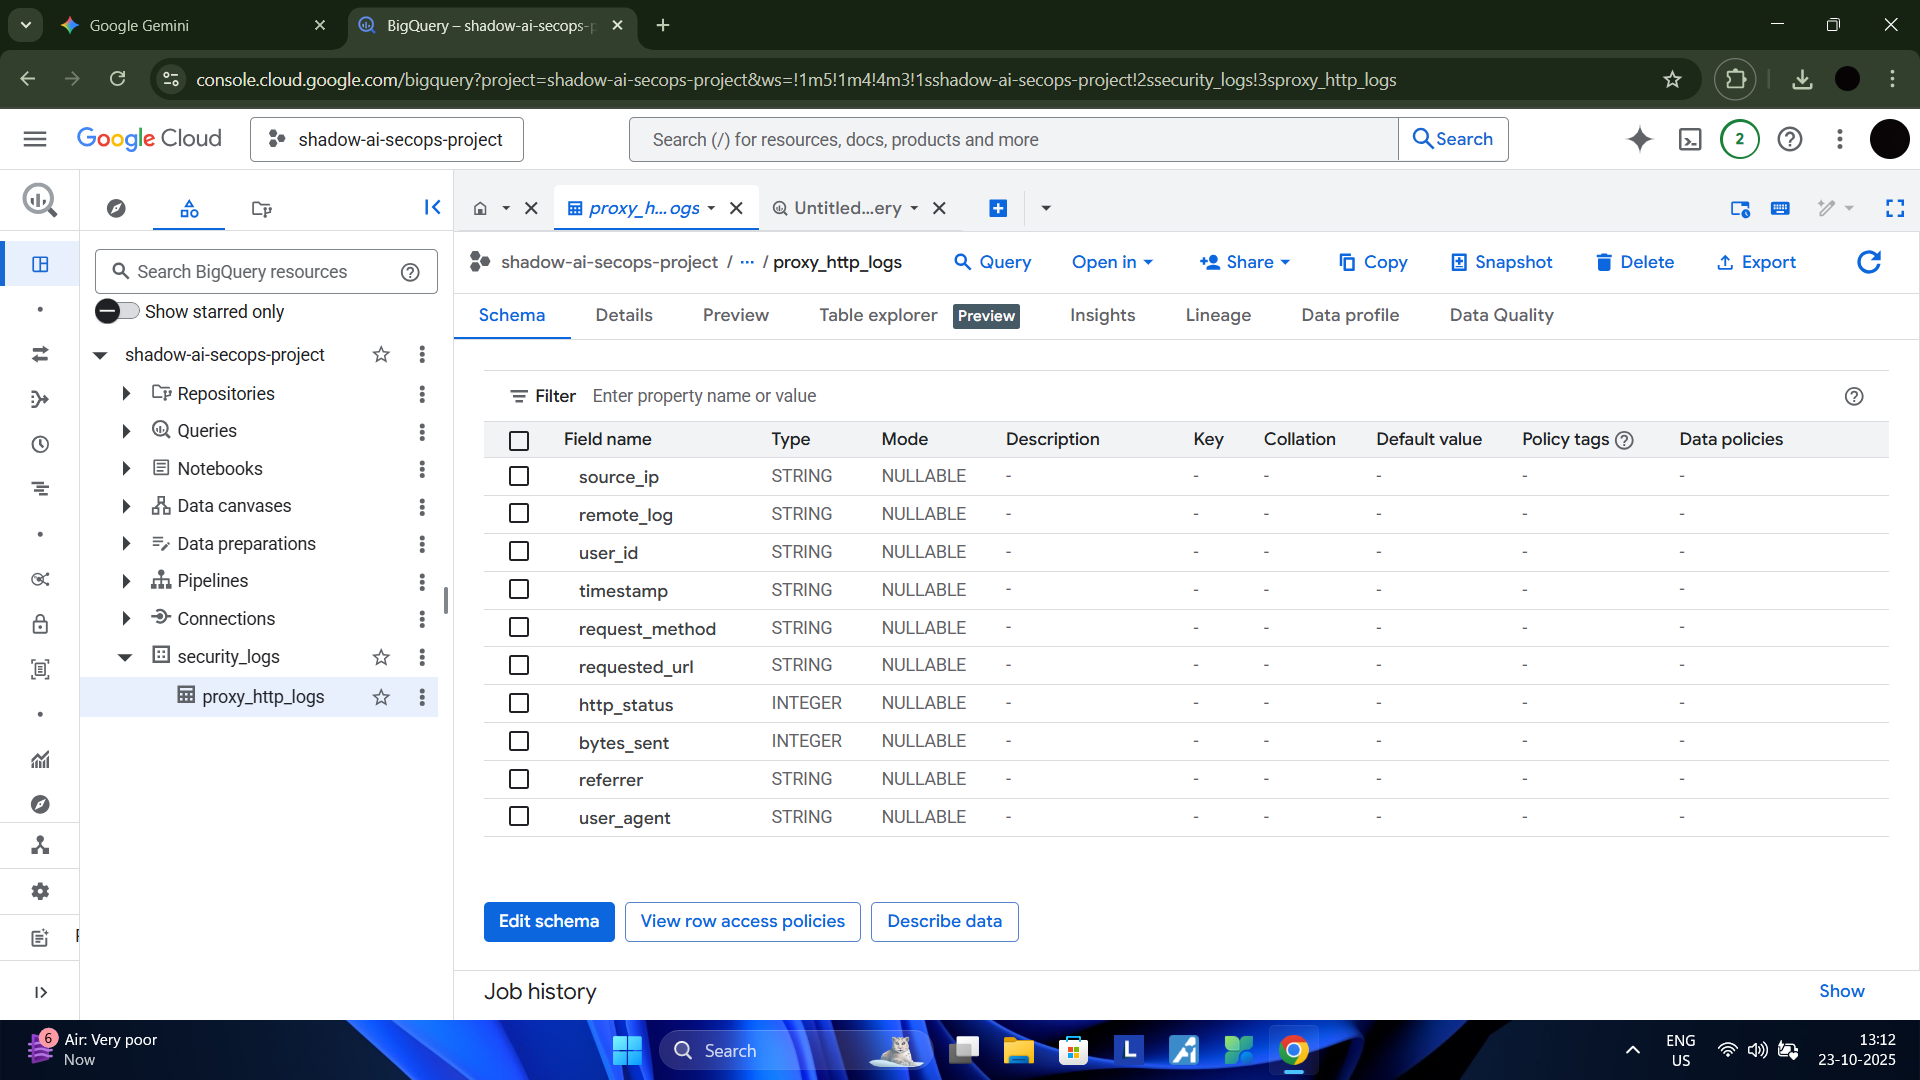 Google Gemini
BigQuery – shadow-ai-secops-p
console.cloud.google.com/bigquery?project=shadow-ai-secops-project&ws=!1m5!1m4!4m3!1sshadow-ai-secops-project!2ssecurity_logs!3sproxy_http_logs
Google Cloud
shadow-ai-secops-project
Search (/) for resources, docs, products and more
Search
2
proxy_h...ogs
Untitled...ery
Search BigQuery resources
Show starred only
shadow-ai-secops-project
Repositories
Queries
Notebooks
Data canvases
Data preparations
Pipelines
Connections
security_logs
proxy_http_logs
shadow-ai-secops-project / ··· / proxy_http_logs
Query
Open in
Share
Copy
Snapshot
Delete
Export
Schema
Details
Preview
Table explorer
Preview
Insights
Lineage
Data profile
Data Quality
Filter Enter property name or value
Field name Type Mode Description Key Collation Default value Policy tags Data policies
source_ip STRING NULLABLE - - - - - -
remote_log STRING NULLABLE - - - - - -
user_id STRING NULLABLE - - - - - -
timestamp STRING NULLABLE - - - - - -
request_method STRING NULLABLE - - - - - -
requested_url STRING NULLABLE - - - - - -
http_status INTEGER NULLABLE - - - - - -
bytes_sent INTEGER NULLABLE - - - - - -
referrer STRING NULLABLE - - - - - -
user_agent STRING NULLABLE - - - - - -
Edit schema
View row access policies
Describe data
Job history
Show
6
Air: Very poor
Now
Search
L
ENG
US
13:12
23-10-2025